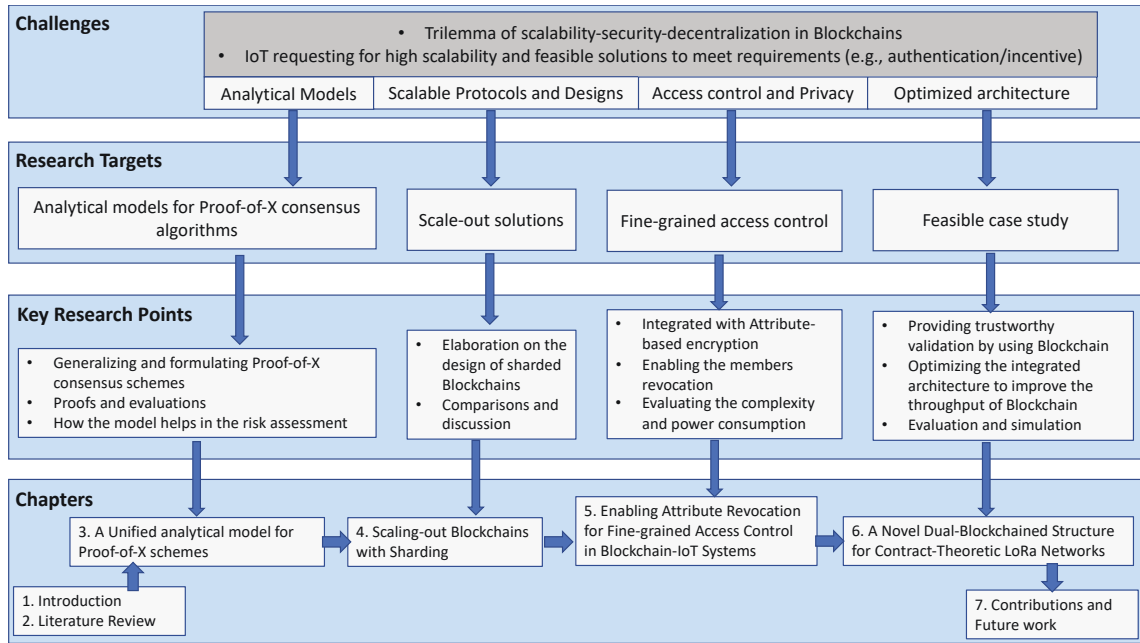 Challenges
• Trilemma of scalability-security-decentralization in Blockchains
• IoT requesting for high scalability and feasible solutions to meet requirements (e.g., authentication/incentive)
Analytical Models
Scalable Protocols and Designs
Access control and Privacy
Optimized architecture
Research Targets
Analytical models for Proof-of-X consensus
algorithms
Scale-out solutions
Fine-grained access control
Feasible case study
Key Research Points
• Generalizing and formulating Proof-of-X
consensus schemes
• Proofs and evaluations
• How the model helps in the risk assessment
• Elaboration on the
design of sharded
Blockchains
• Comparisons and
discussion
• Integrated with Attribute-
based encryption
• Enabling the members
revocation
• Evaluating the complexity
and power consumption
• Providing trustworthy
validation by using Blockchain
• Optimizing the integrated
architecture to improve the
throughput of Blockchain
• Evaluation and simulation
Chapters
1. Introduction
2. Literature Review
3. A Unified analytical model for
Proof-of-X schemes
4. Scaling-out Blockchains
with Sharding
5. Enabling Attribute Revocation
for Fine-grained Access Control
in Blockchain-IoT Systems
6. A Novel Dual-Blockchained Structure
for Contract-Theoretic LoRa Networks
7. Contributions and
Future work